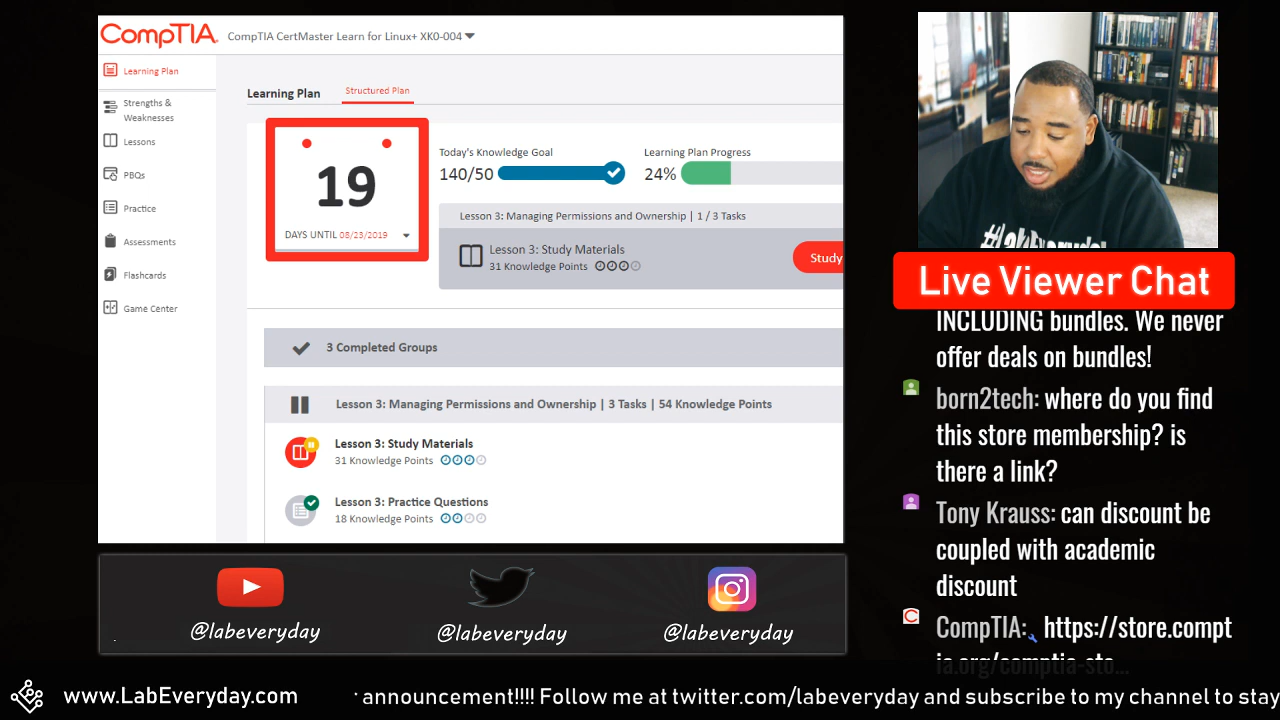 CompTIA.
CompTIA CertMaster Learn for Linux+ XK0-004
Learning Plan
Strengths &
Weaknesses
Lessons
PBQs
Practice
Assessments
Flashcards
Game Center
Learning Plan
Structured Plan
19
DAYS UNTIL 08/23/2019
Today's Knowledge Goal
140/50
Learning Plan Progress
24%
Lesson 3: Managing Permissions and Ownership | 1 / 3 Tasks
Lesson 3: Study Materials
31 Knowledge Points
Study
3 Completed Groups
Lesson 3: Managing Permissions and Ownership | 3 Tasks | 54 Knowledge Points
Lesson 3: Study Materials
31 Knowledge Points
Lesson 3: Practice Questions
18 Knowledge Points
#LabEveryday
Live Viewer Chat
INCLUDING bundles. We never
offer deals on bundles!
born2tech: where do you find
this store membership? is
there a link?
Tony Krauss: can discount be
coupled with academic
discount
CompTIA: https://store.compt
ia.org/comptia-sto...
@labeveryday
@labeveryday
@labeveryday
www.LabEveryday.com
announcement!!!! Follow me at twitter.com/labeveryday and subscribe to my channel to stay